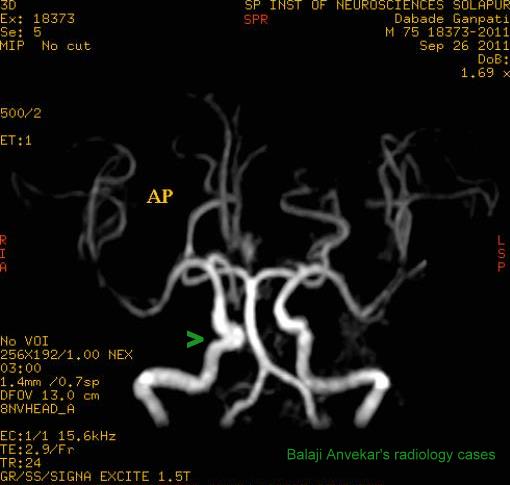 3D
Ex: 18373
Se: 5
MIP No cut
SP INST OF NEUROSCIENCES SOLAPUR
SPR
Dabade Ganpati
M 75 18373-2011
Sep 26 2011
DoB:
1.69 x
500/2
ET:1
AP
R
I
A
L
S
P
>
No VOI
256X192/1.00 NEX
03:00
1.4mm /0.7sp
DFOV 13.0 cm
8NVHEAD_A
EC:1/1 15.6kHz
TE:2.9/Fr
TR:24
GR/SS/SIGNA EXCITE 1.5T
Balaji Anvekar's radiology cases